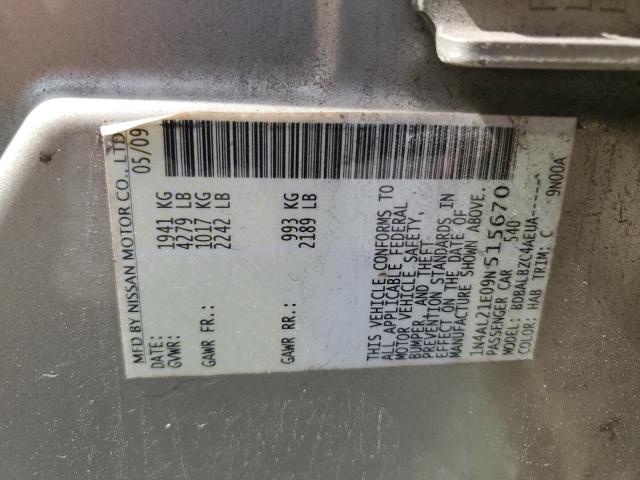 MFD BY NISSAN MOTOR CO., LTD
DATE: 05/09
GVWR: 1941 KG
4279 LB
GAWR FR: 1017 KG
2242 LB
GAWR RR: 993 KG
2189 LB
THIS VEHICLE CONFORMS TO
ALL APPLICABLE FEDERAL
MOTOR VEHICLE SAFETY,
BUMPER AND THEFT
PREVENTION STANDARDS IN
EFFECT ON THE DATE OF
MANUFACTURE SHOWN ABOVE.
1N4AL21E09N515670
PASSENGER CAR 540
MODEL: BDBALBZC4AEUA-----
COLOR: HAB TRIM: C 9N00A